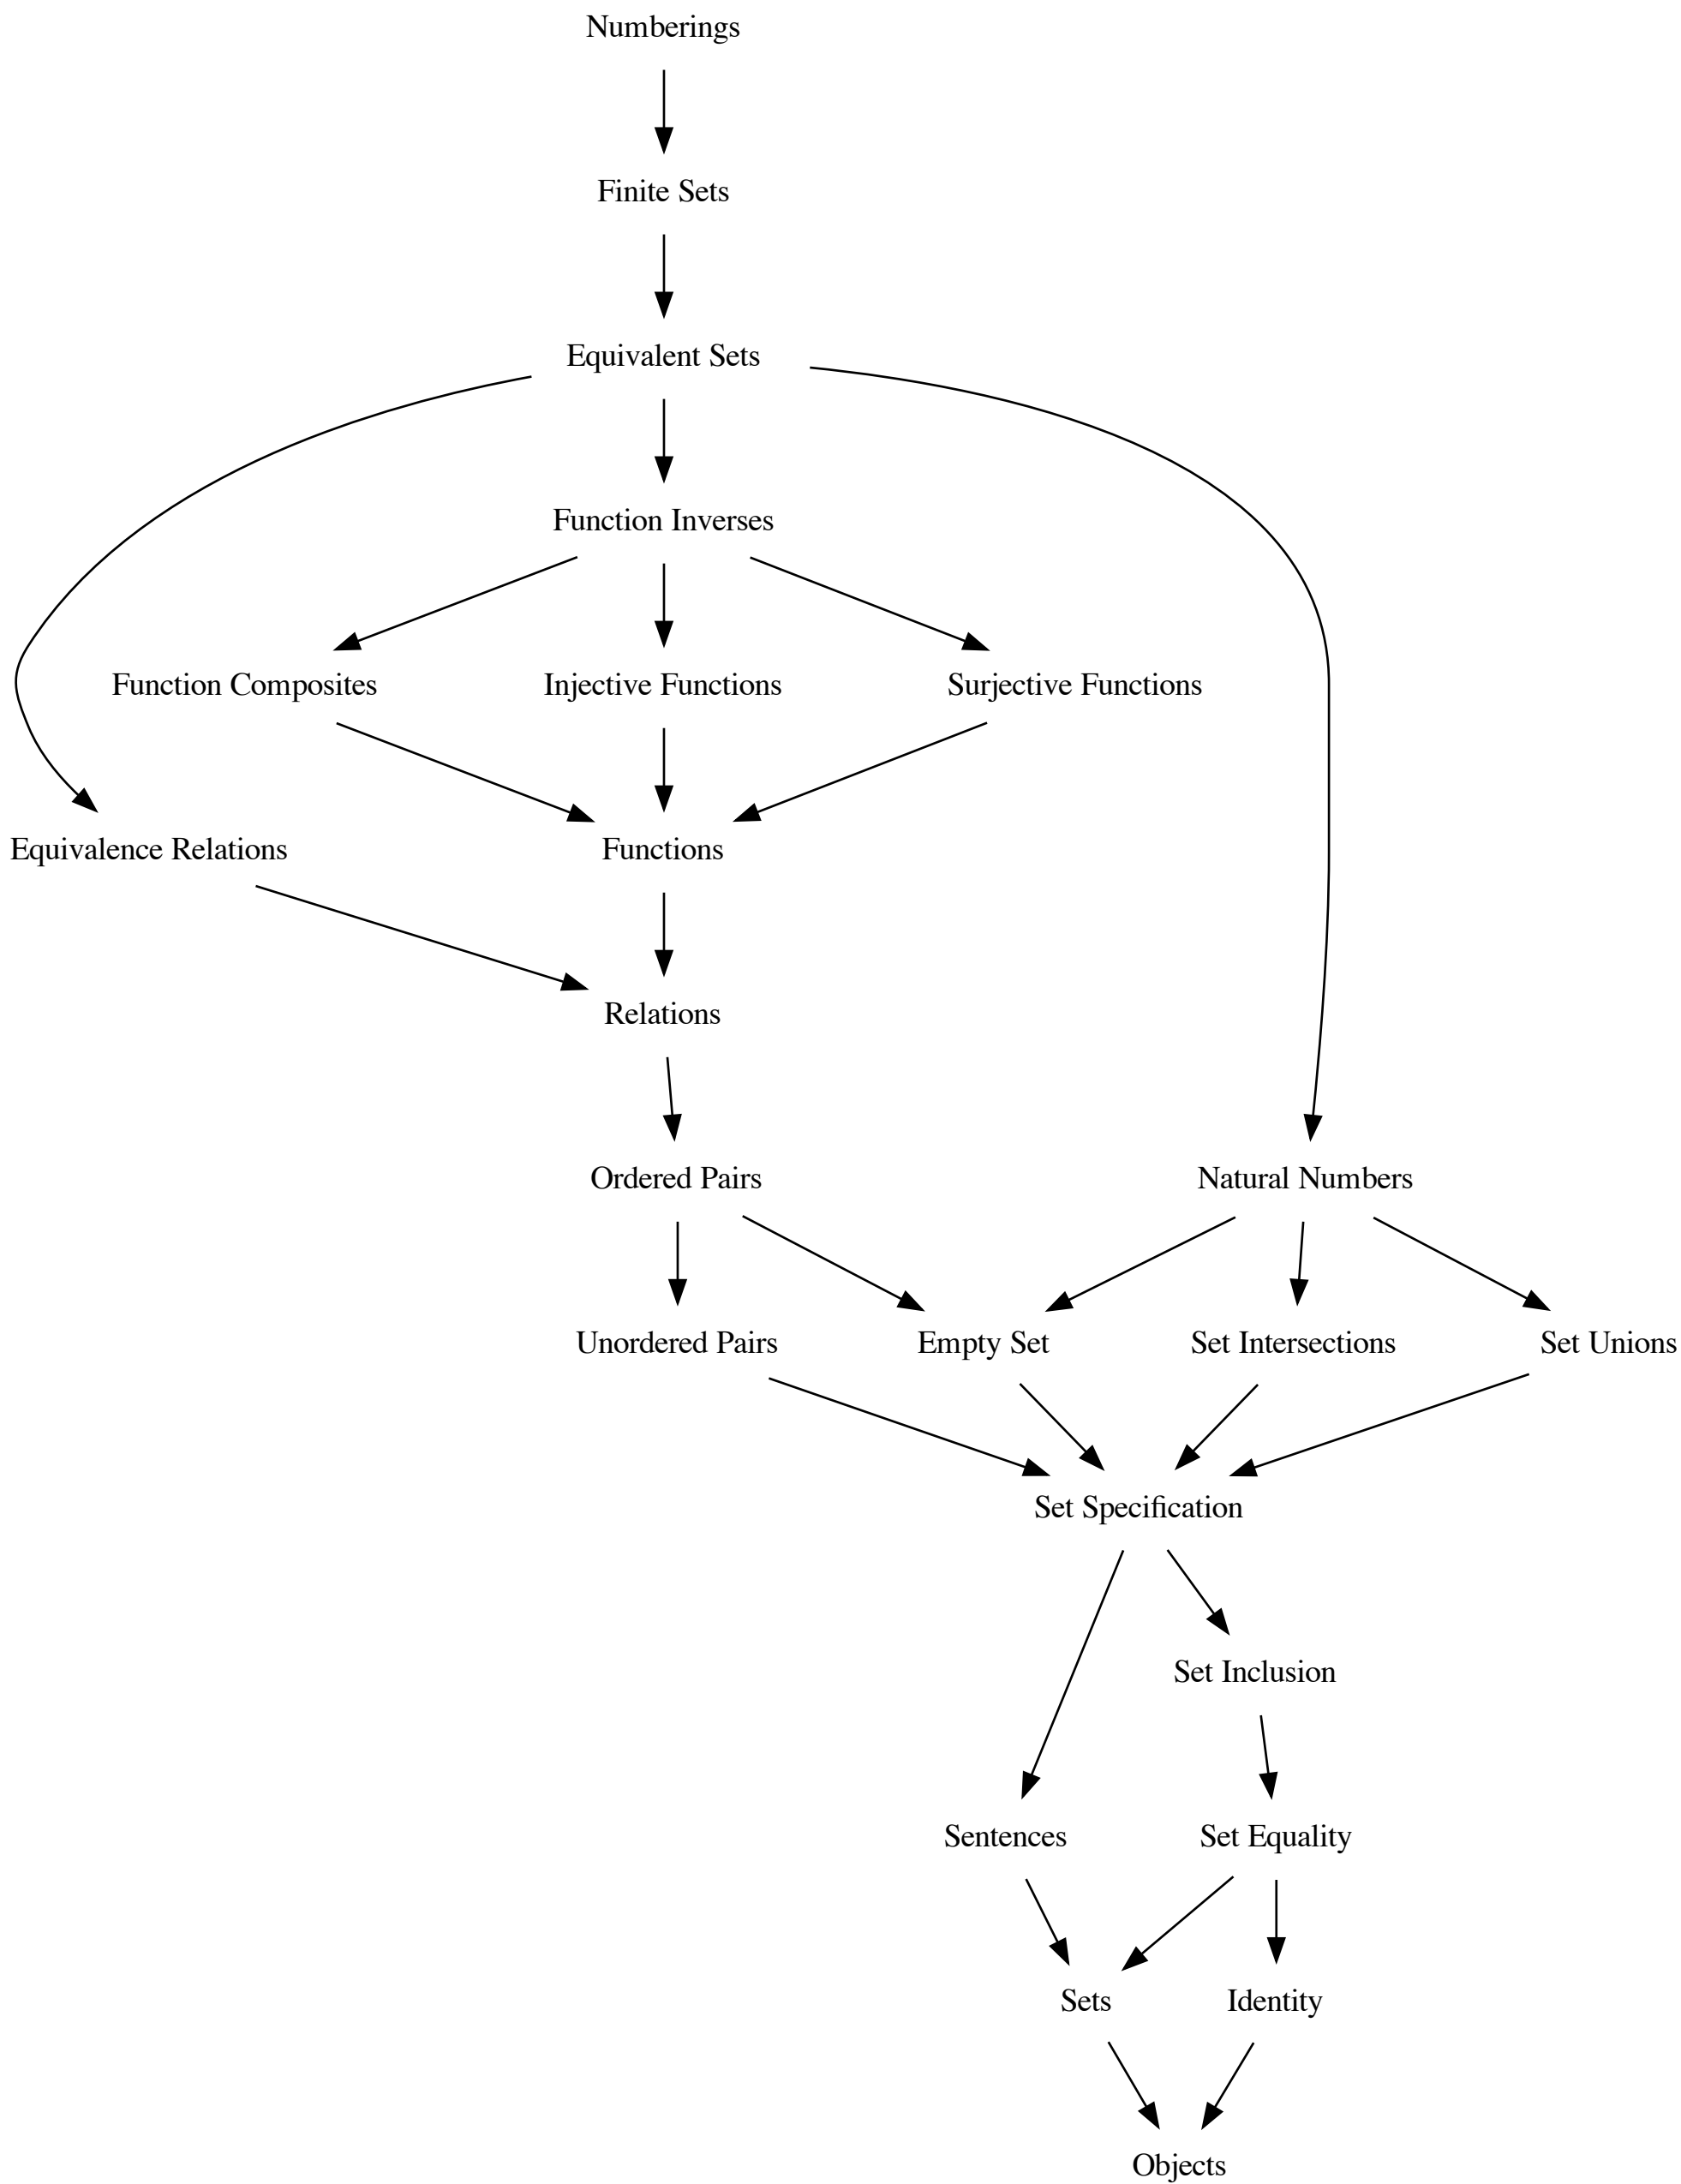 Numberings
Finite Sets
Equivalent Sets
Function Inverses
Function Composites
Injective Functions
Surjective Functions
Equivalence Relations
Functions
Relations
Ordered Pairs
Natural Numbers
Unordered Pairs
Empty Set
Set Intersections
Set Unions
Set Specification
Set Inclusion
Sentences
Set Equality
Sets
Identity
Objects